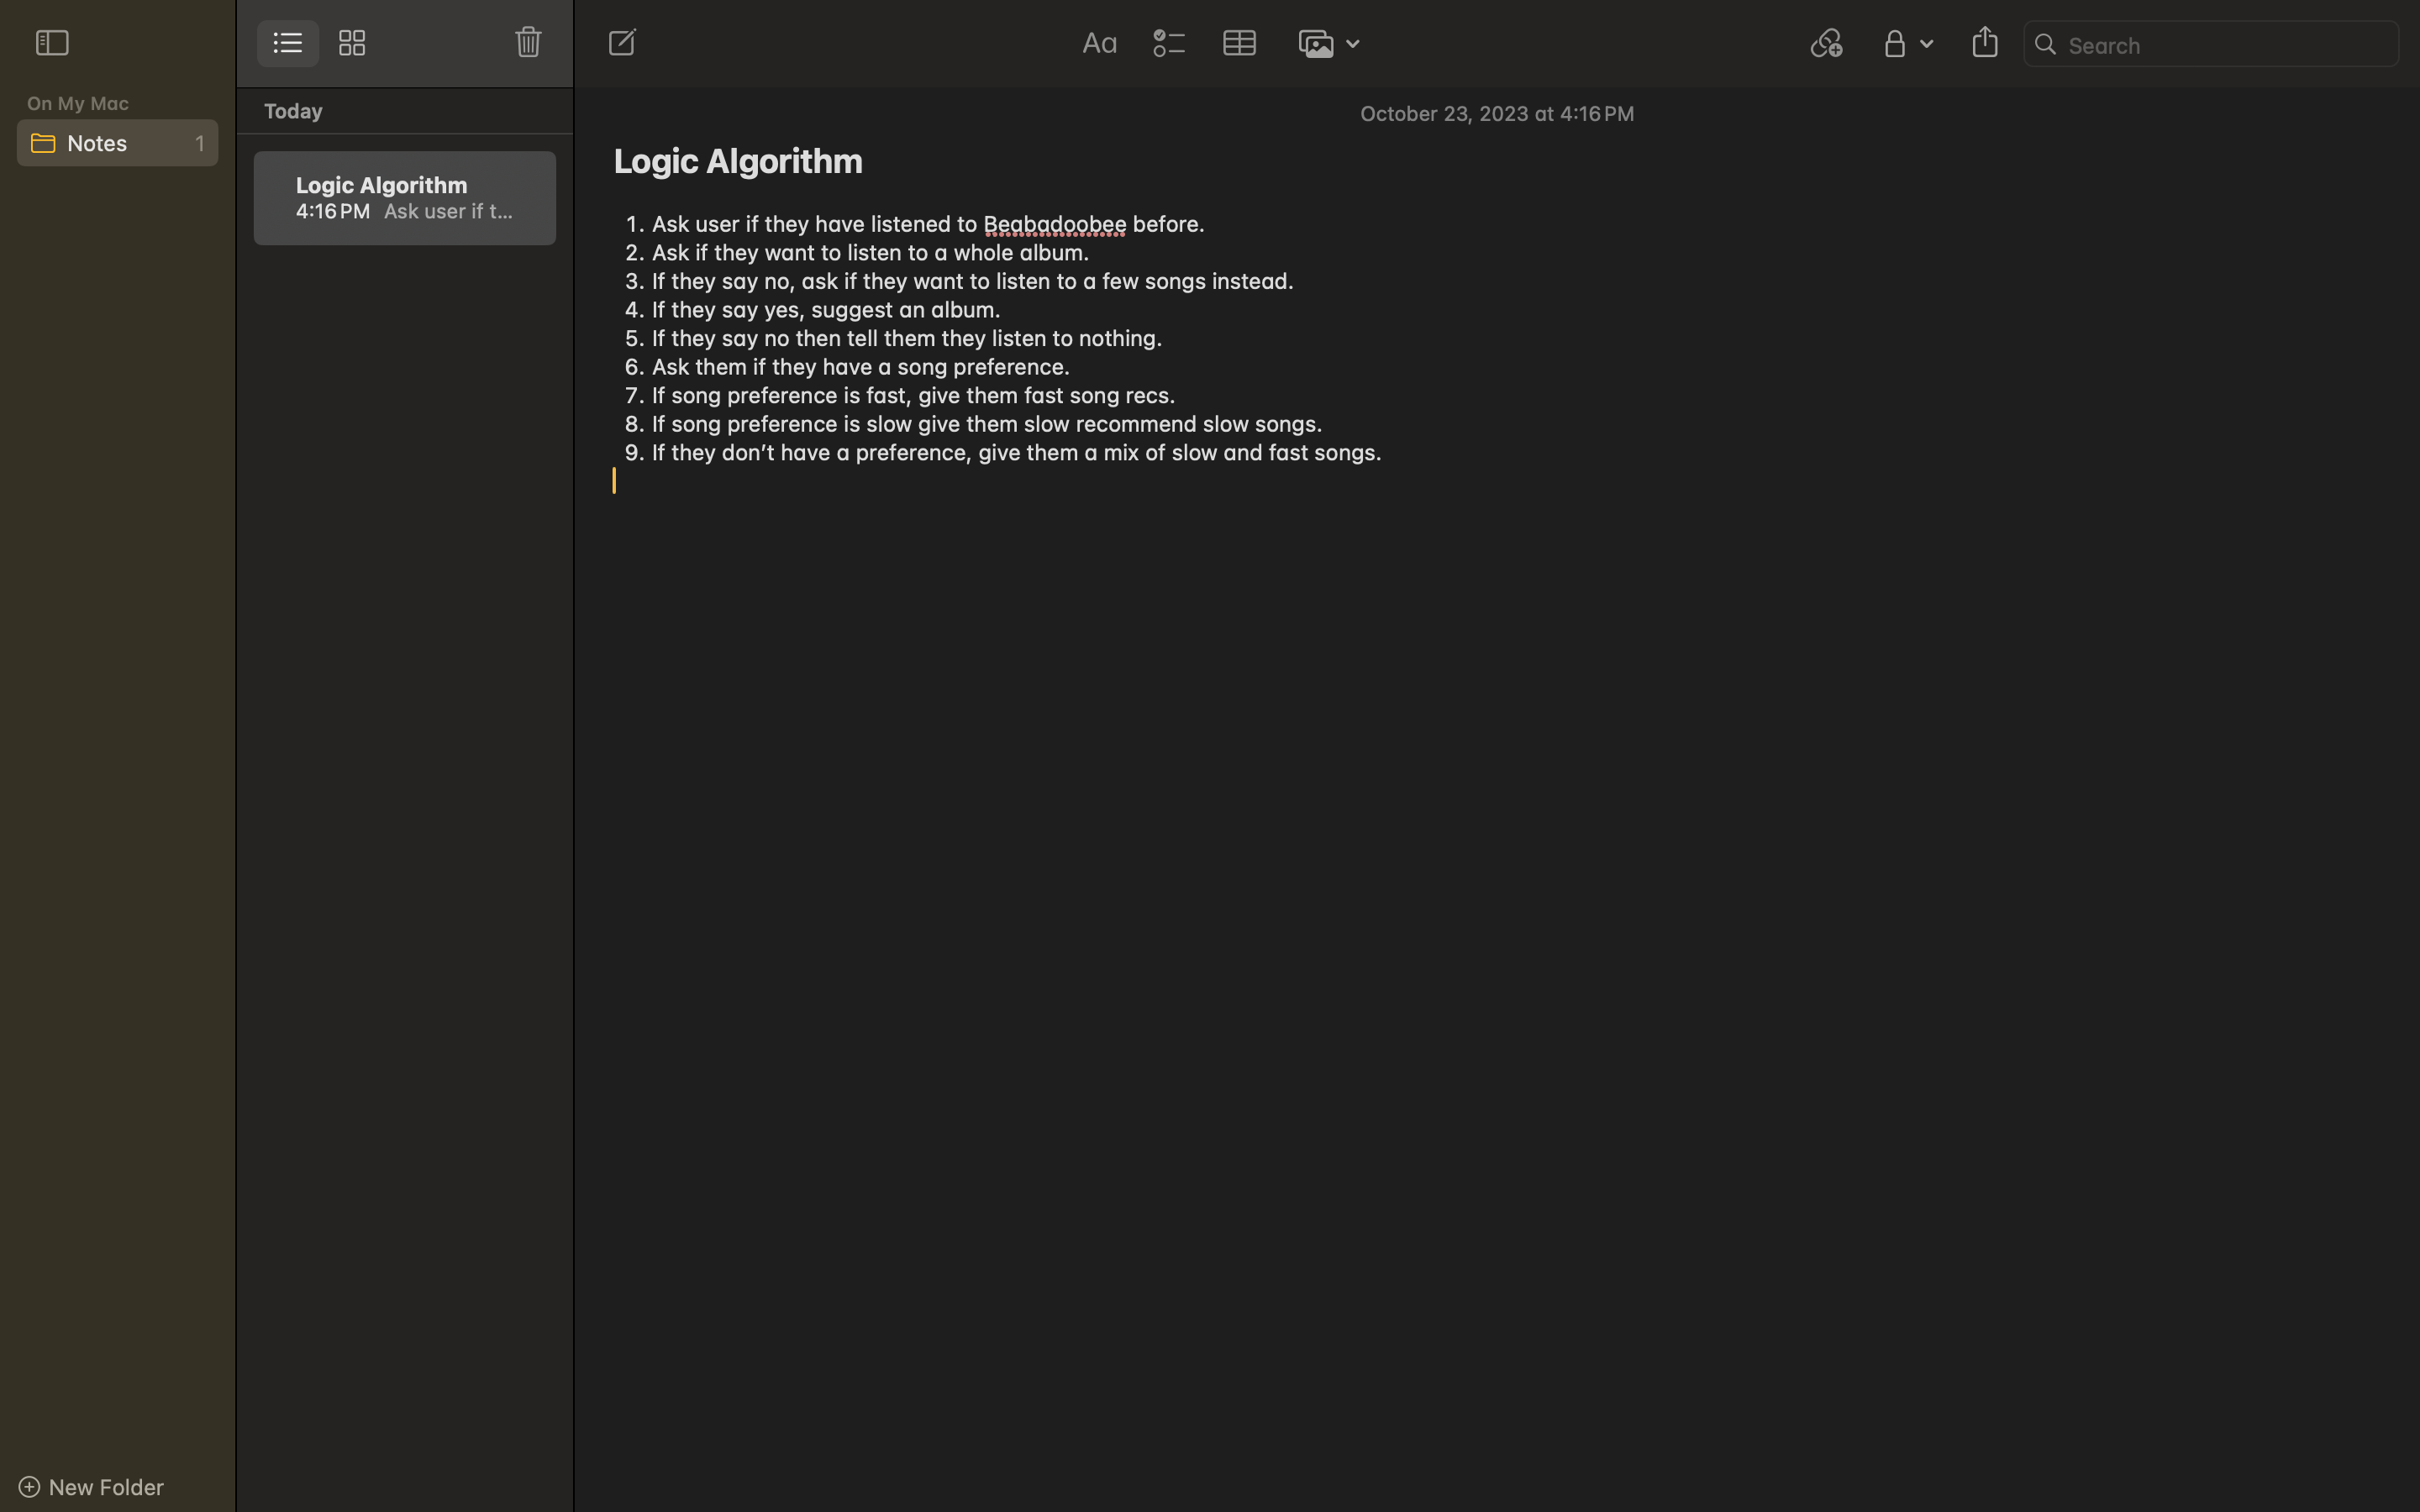 Search
On My Mac
Notes 1
Today
Logic Algorithm
4:16 PM Ask user if t...
New Folder
October 23, 2023 at 4:16 PM
Logic Algorithm
1. Ask user if they have listened to Beabadoobee before.
2. Ask if they want to listen to a whole album.
3. If they say no, ask if they want to listen to a few songs instead.
4. If they say yes, suggest an album.
5. If they say no then tell them they listen to nothing.
6. Ask them if they have a song preference.
7. If song preference is fast, give them fast song recs.
8. If song preference is slow give them slow recommend slow songs.
9. If they don’t have a preference, give them a mix of slow and fast songs.
Aa